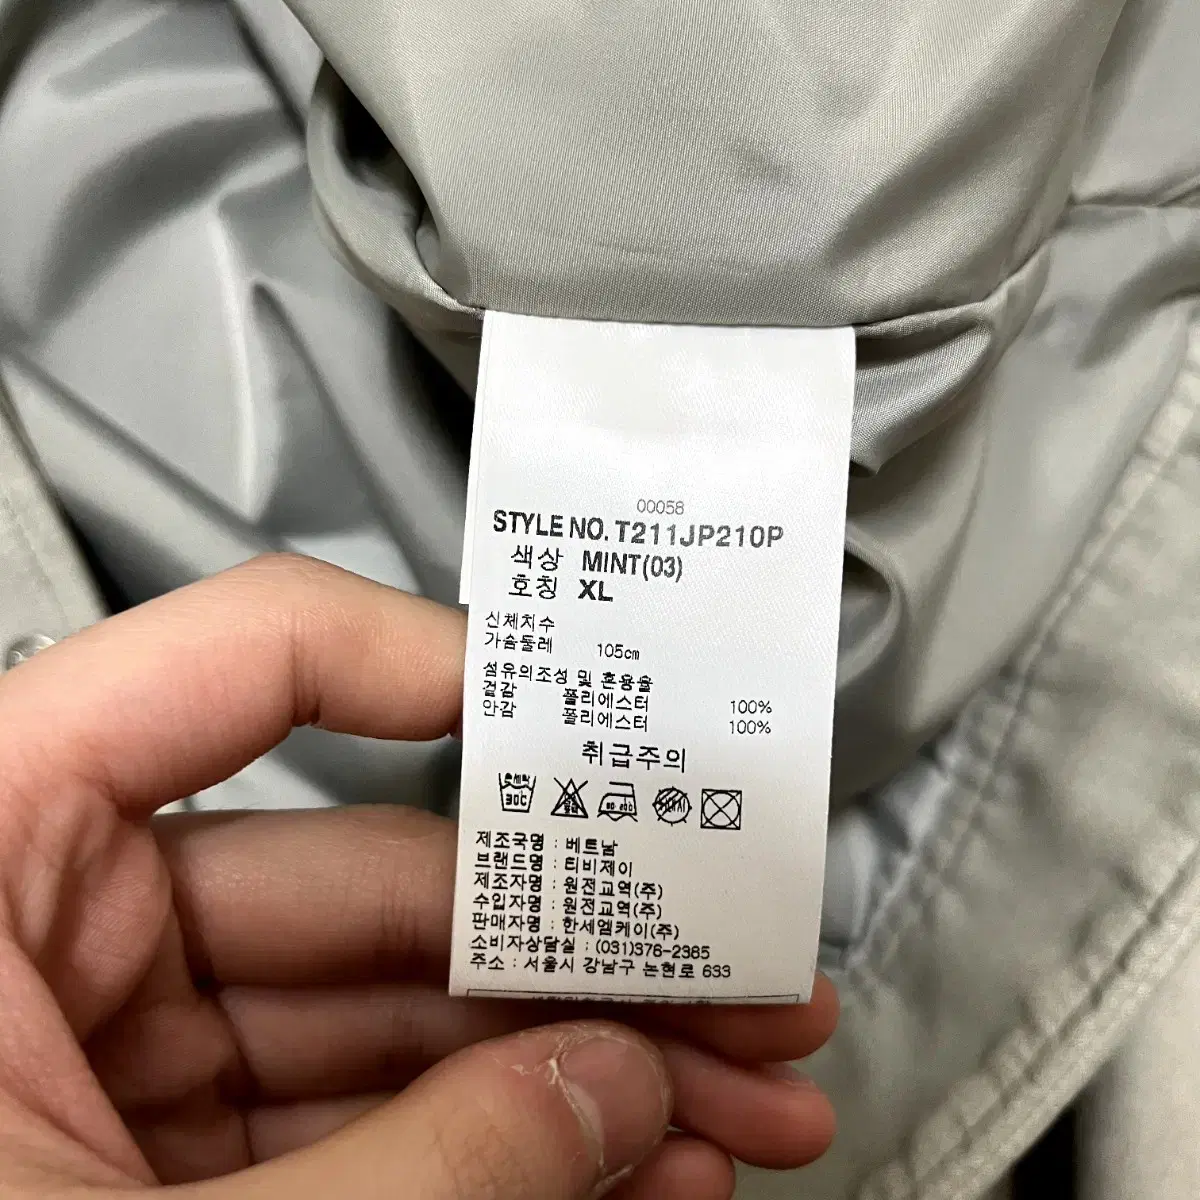 00058
STYLE NO. T211JP210P
색상 MINT(03)
호칭 XL
신체치수
가슴둘레 105cm
섬유의조성 및 혼용율
겉감 폴리에스터 100%
안감 폴리에스터 100%
취급주의
30℃
제조국명 : 베트남
브랜드명 : 티비제이
제조자명 : 원전교역(주)
수입자명 : 원전교역(주)
판매자명 : 한세엠케이(주)
소비자상담실 : (031)376-2385
주소 : 서울시 강남구 논현로 633